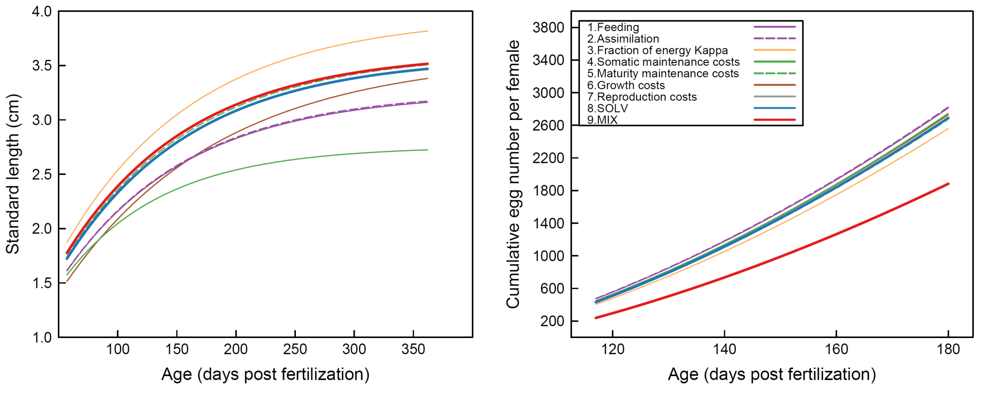 4.0
3.5
3.0
2.5
2.0
1.5
1.0
Standard length (cm)
100 150 200 250 300 350
Age (days post fertilization)
3800
3400
3000
2600
2200
1800
1400
1000
600
200
Cumulative egg number per female
1.Feeding
2.Assimilation
3.Fraction of energy Kappa
4.Somatic maintenance costs
5.Maturity maintenance costs
6.Growth costs
7.Reproduction costs
8.SOLV
9.MIX
120 140 160 180
Age (days post fertilization)